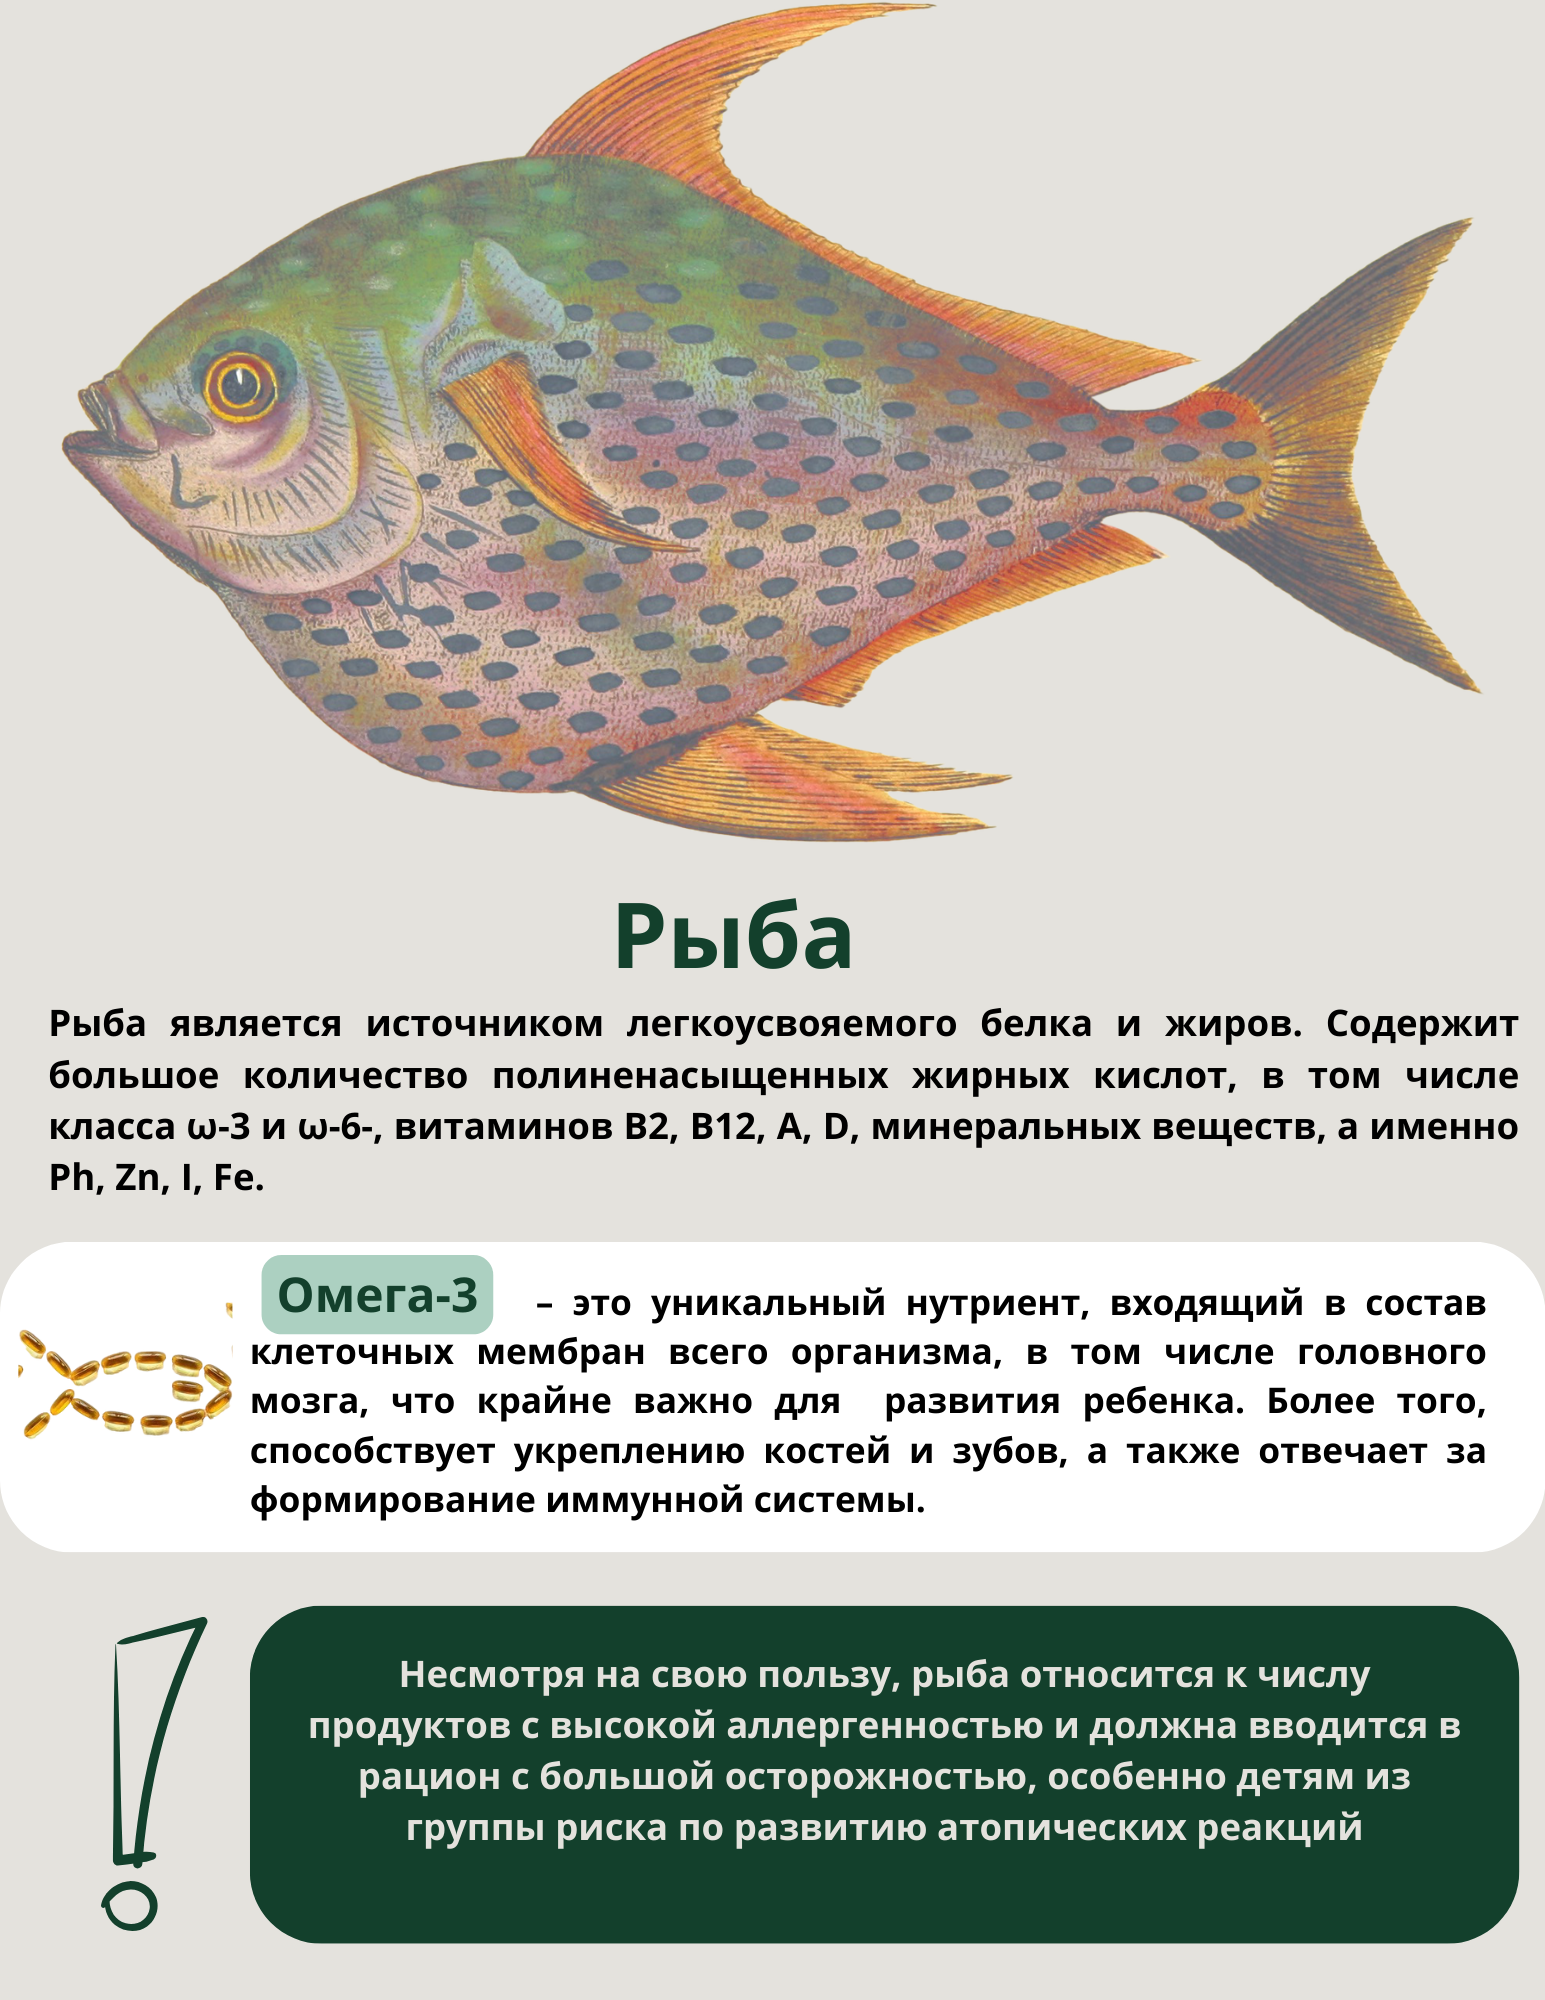 Рыба
Рыба является источником легкоусвояемого белка и жиров. Содержит
большое количество полиненасыщенных жирных кислот, в том числе
класса ω-3 и ω-6-, витаминов B2, B12, A, D, минеральных веществ, а именно
Ph, Zn, I, Fe.
Омега-3 – это уникальный нутриент, входящий в состав
клеточных мембран всего организма, в том числе головного
мозга, что крайне важно для развития ребенка. Более того,
способствует укреплению костей и зубов, а также отвечает за
формирование иммунной системы.
Несмотря на свою пользу, рыба относится к числу
продуктов с высокой аллергенностью и должна вводится в
рацион с большой осторожностью, особенно детям из
группы риска по развитию атопических реакций